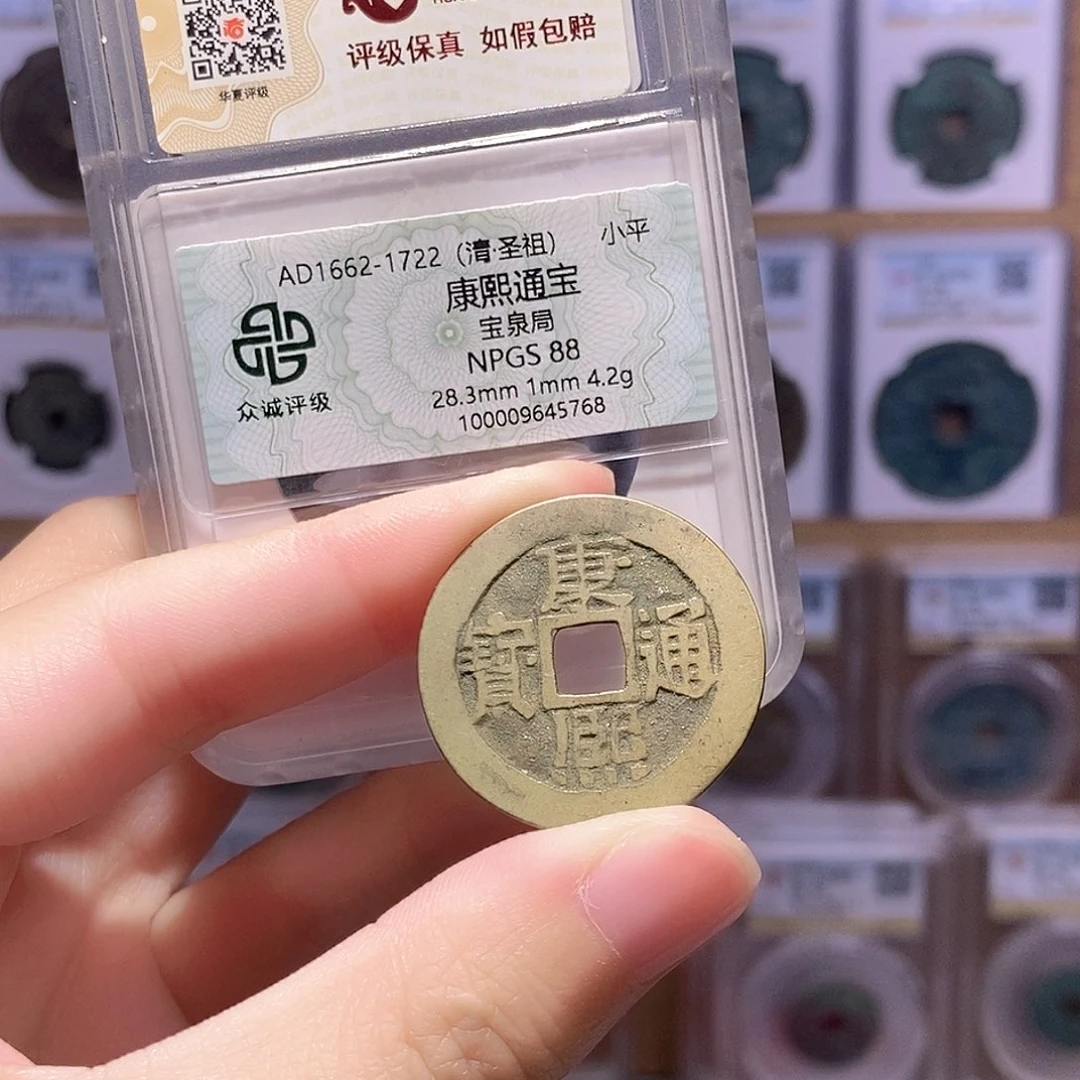 华夏评级
评级保真 如假包赔
AD1662-1722（清·圣祖） 小平
康熙通宝
宝泉局
NPGS 88
28.3mm 1mm 4.2g
100009645768
众诚评级
康熙通寶